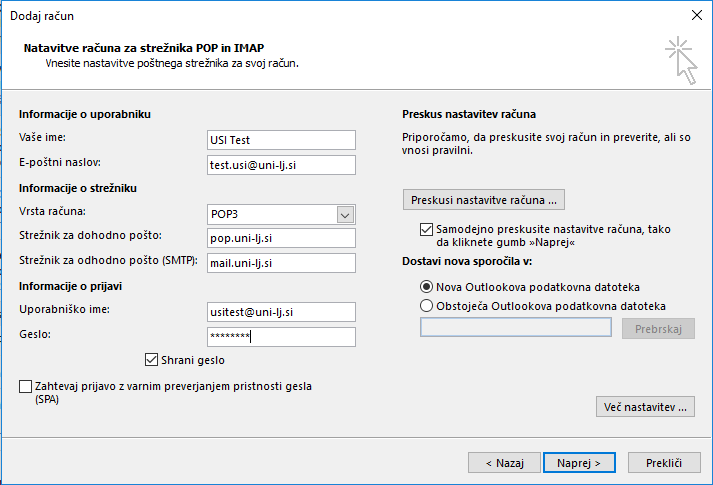 Dodaj račun
Natavitve računa za strežnika POP in IMAP
Vnesite nastavitve poštnega strežnika za svoj račun.
Informacije o uporabniku
Vaše ime:
USI Test
E-poštni naslov:
test.usi@uni-lj.si
Informacije o strežniku
Vrsta računa:
POP3
Strežnik za dohodno pošto:
pop.uni-lj.si
Strežnik za odhodno pošto (SMTP):
mail.uni-lj.si
Informacije o prijavi
Uporabniško ime:
usitest@uni-lj.si
Geslo:
********
Shrani geslo
Zahtevaj prijavo z varnim preverjanjem pristnosti gesla
(SPA)
Preskus nastavitev računa
Priporočamo, da preskusite svoj račun in preverite, ali so
vnosi pravilni.
Preskusi nastavitve računa ...
Samodejno preskusite nastavitve računa, tako
da kliknete gumb »Naprej«
Dostavi nova sporočila v:
Nova Outlookova podatkovna datoteka
Obstoječa Outlookova podatkovna datoteka
Prebrskaj
Več nastavitev ...
< Nazaj
Naprej >
Prekliči